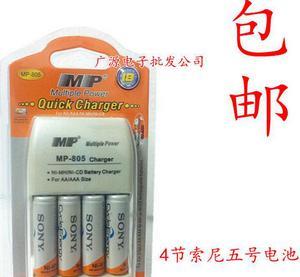 广源电子批发公司
包邮
MP-805
MP
Multiple Power
Quick Charger
MP
Multiple Power
MP-805 Charger
Ni-MH/Ni-CD Battery Charger
For AA/AAA Size
SONY
SONY
SONY
SONY
4节索尼五号电池